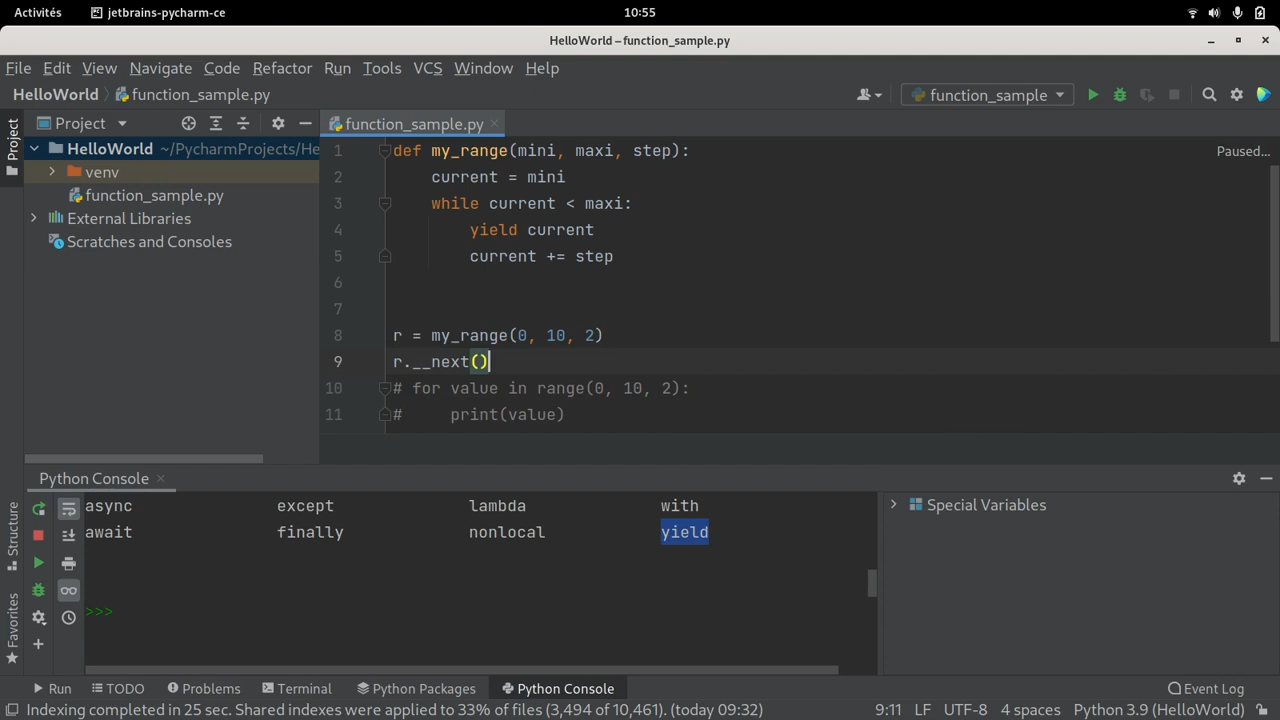 Activités jetbrains-pycharm-ce 10:55
HelloWorld – function_sample.py
File Edit View Navigate Code Refactor Run Tools VCS Window Help
HelloWorld function_sample.py function_sample
Project Project function_sample.py
HelloWorld ~/PycharmProjects/He
venv
function_sample.py
External Libraries
Scratches and Consoles
1 def my_range(mini, maxi, step): Paused...
2 current = mini
3 while current < maxi:
4 yield current
5 current += step
6
7
8 r = my_range(0, 10, 2)
9 r.__next()
10 # for value in range(0, 10, 2):
11 # print(value)
Python Console
async except lambda with
await finally nonlocal yield
>>>
Special Variables
Structure
Favorites
Run TODO Problems Terminal Python Packages Python Console Event Log
Indexing completed in 25 sec. Shared indexes were applied to 33% of files (3,494 of 10,461). (today 09:32) 9:11 LF UTF-8 4 spaces Python 3.9 (HelloWorld)